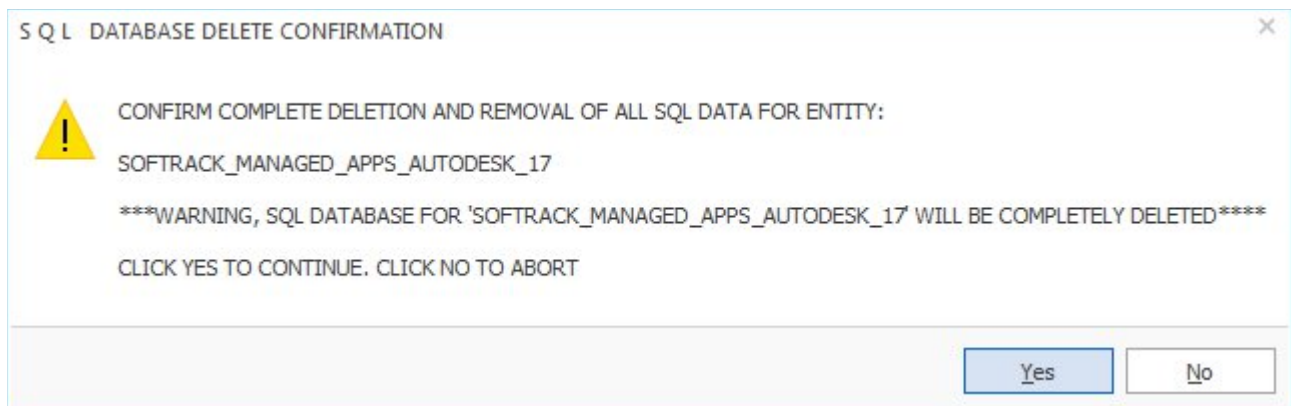 S Q L DATABASE DELETE CONFIRMATION
CONFIRM COMPLETE DELETION AND REMOVAL OF ALL SQL DATA FOR ENTITY:
SOFTRACK_MANAGED_APPS_AUTODESK_17
***WARNING, SQL DATABASE FOR 'SOFTRACK_MANAGED_APPS_AUTODESK_17' WILL BE COMPLETELY DELETED****
CLICK YES TO CONTINUE. CLICK NO TO ABORT
Yes
No